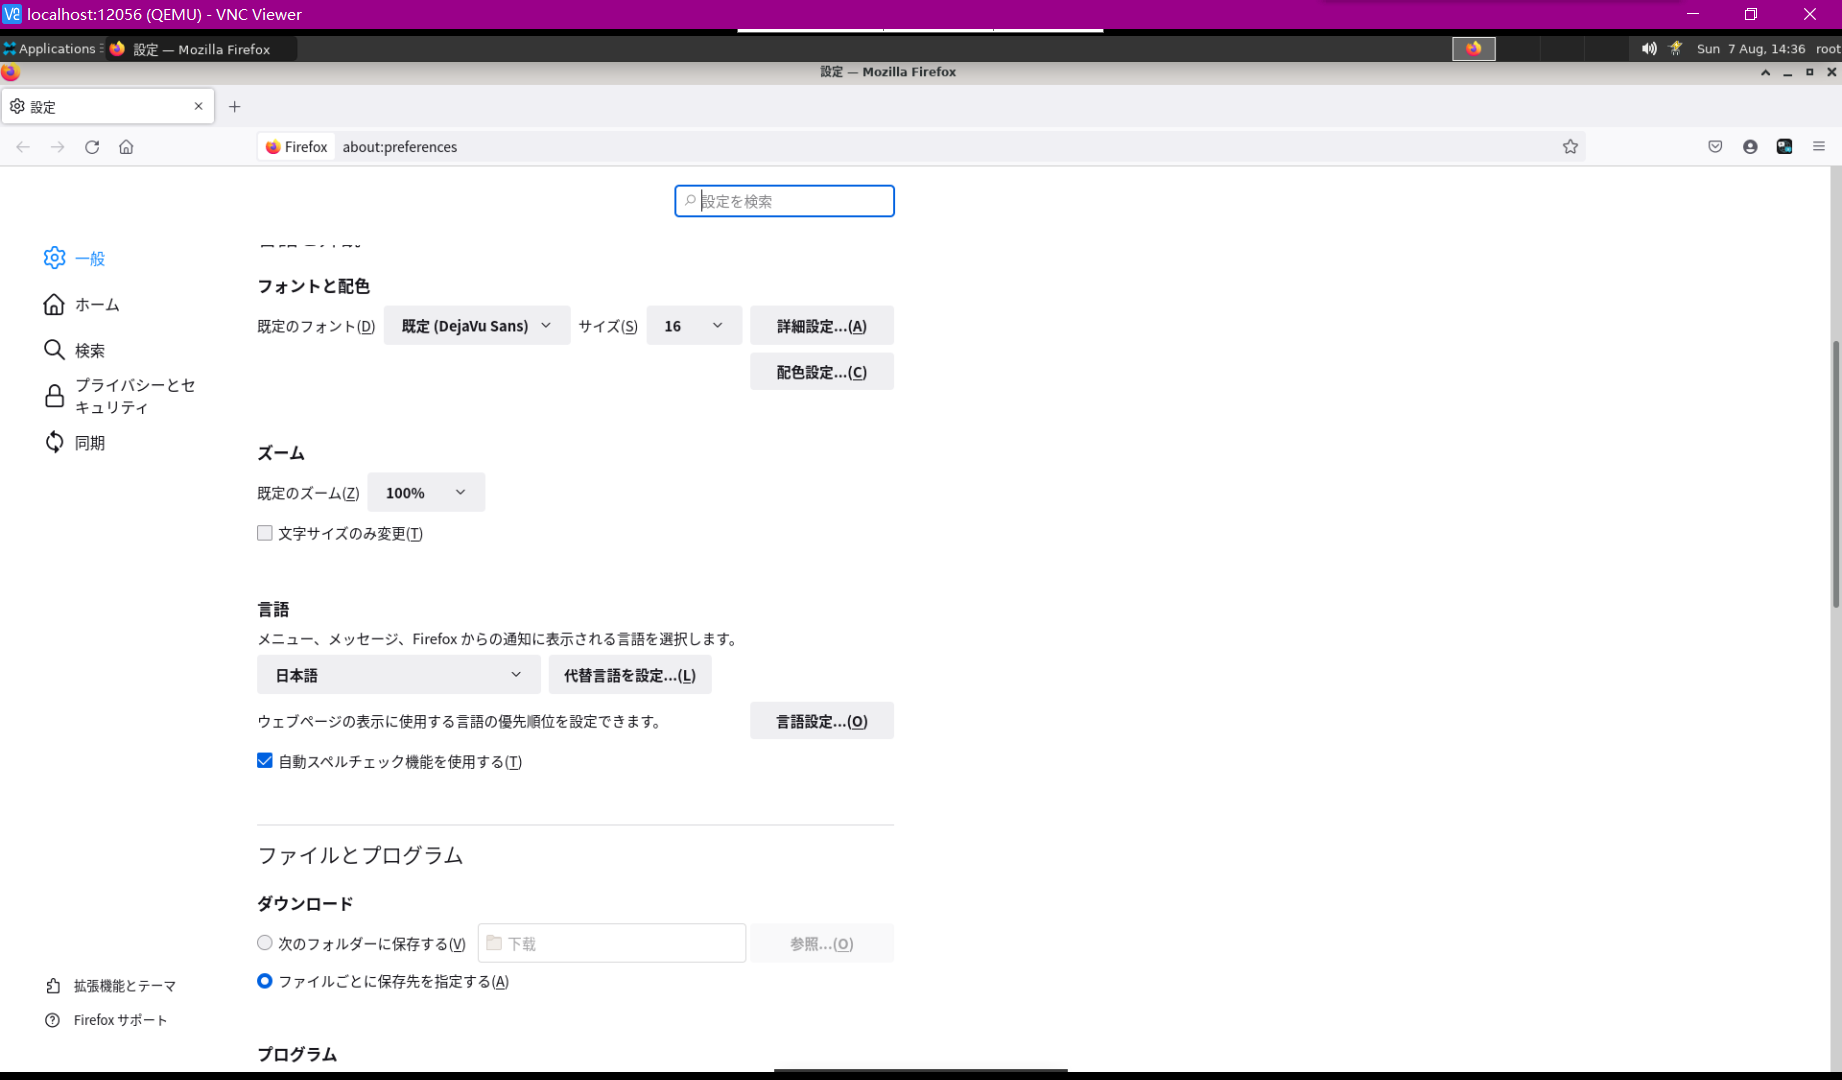 localhost:12056 (QEMU) - VNC Viewer
Applications
設定 — Mozilla Firefox
Sun 7 Aug, 14:36
root
設定 — Mozilla Firefox
設定
Firefox
about:preferences
設定を検索
一般
ホーム
検索
プライバシーとセ
キュリティ
同期
フォントと配色
既定のフォント(D)
既定 (DejaVu Sans)
サイズ(S)
16
詳細設定...(A)
配色設定...(C)
ズーム
既定のズーム(Z)
100%
文字サイズのみ変更(T)
言語
メニュー、メッセージ、Firefox からの通知に表示される言語を選択します。
日本語
代替言語を設定...(L)
ウェブページの表示に使用する言語の優先順位を設定できます。
言語設定...(O)
自動スペルチェック機能を使用する(T)
ファイルとプログラム
ダウンロード
次のフォルダーに保存する(V)
下载
参照...(O)
ファイルごとに保存先を指定する(A)
プログラム
拡張機能とテーマ
Firefox サポート